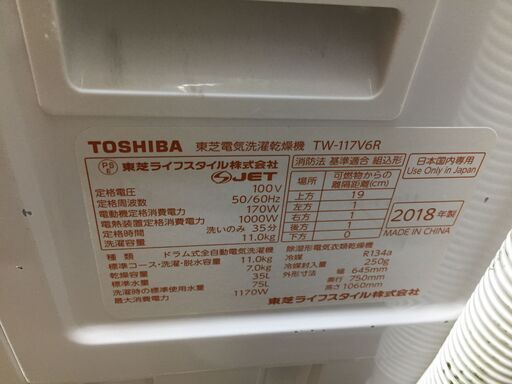 TOSHIBA 東芝電気洗濯乾燥機 TW-117V6R
PS E 東芝ライフスタイル株式会社
S JET
定格電圧 100V
定格周波数 50/60Hz
電動機定格消費電力 170W
電熱装置定格消費電力 1000W
定格時間 洗いのみ 35分
洗濯容量 11.0kg
消防法 基準適合 組込形
可燃物からの離隔距離(cm)
上方 19
左方 1
右方 1
後方 1
下方 0
日本国内専用
Use Only in Japan
2018年製
MADE IN CHINA
種類 ドラム式全自動電気洗濯機
標準コース・洗濯・脱水容量 11.0kg
乾燥容量 7.0kg
標準水量 35L
洗濯時の標準使用水量 75L
最大消費電力 1170W
除湿形電気衣類乾燥機
冷媒 R134a
冷媒封入量 250g
外形寸法 幅 645mm
奥行 750mm
高さ 1060mm
東芝ライフスタイル株式会社